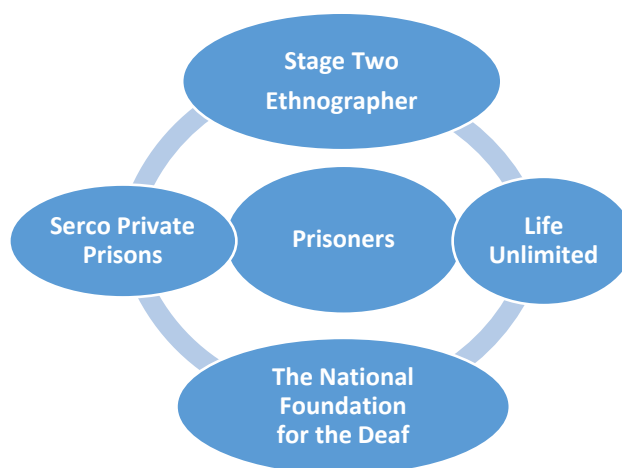 Stage Two
Ethnographer
Serco Private
Prisons
Prisoners
Life
Unlimited
The National
Foundation
for the Deaf